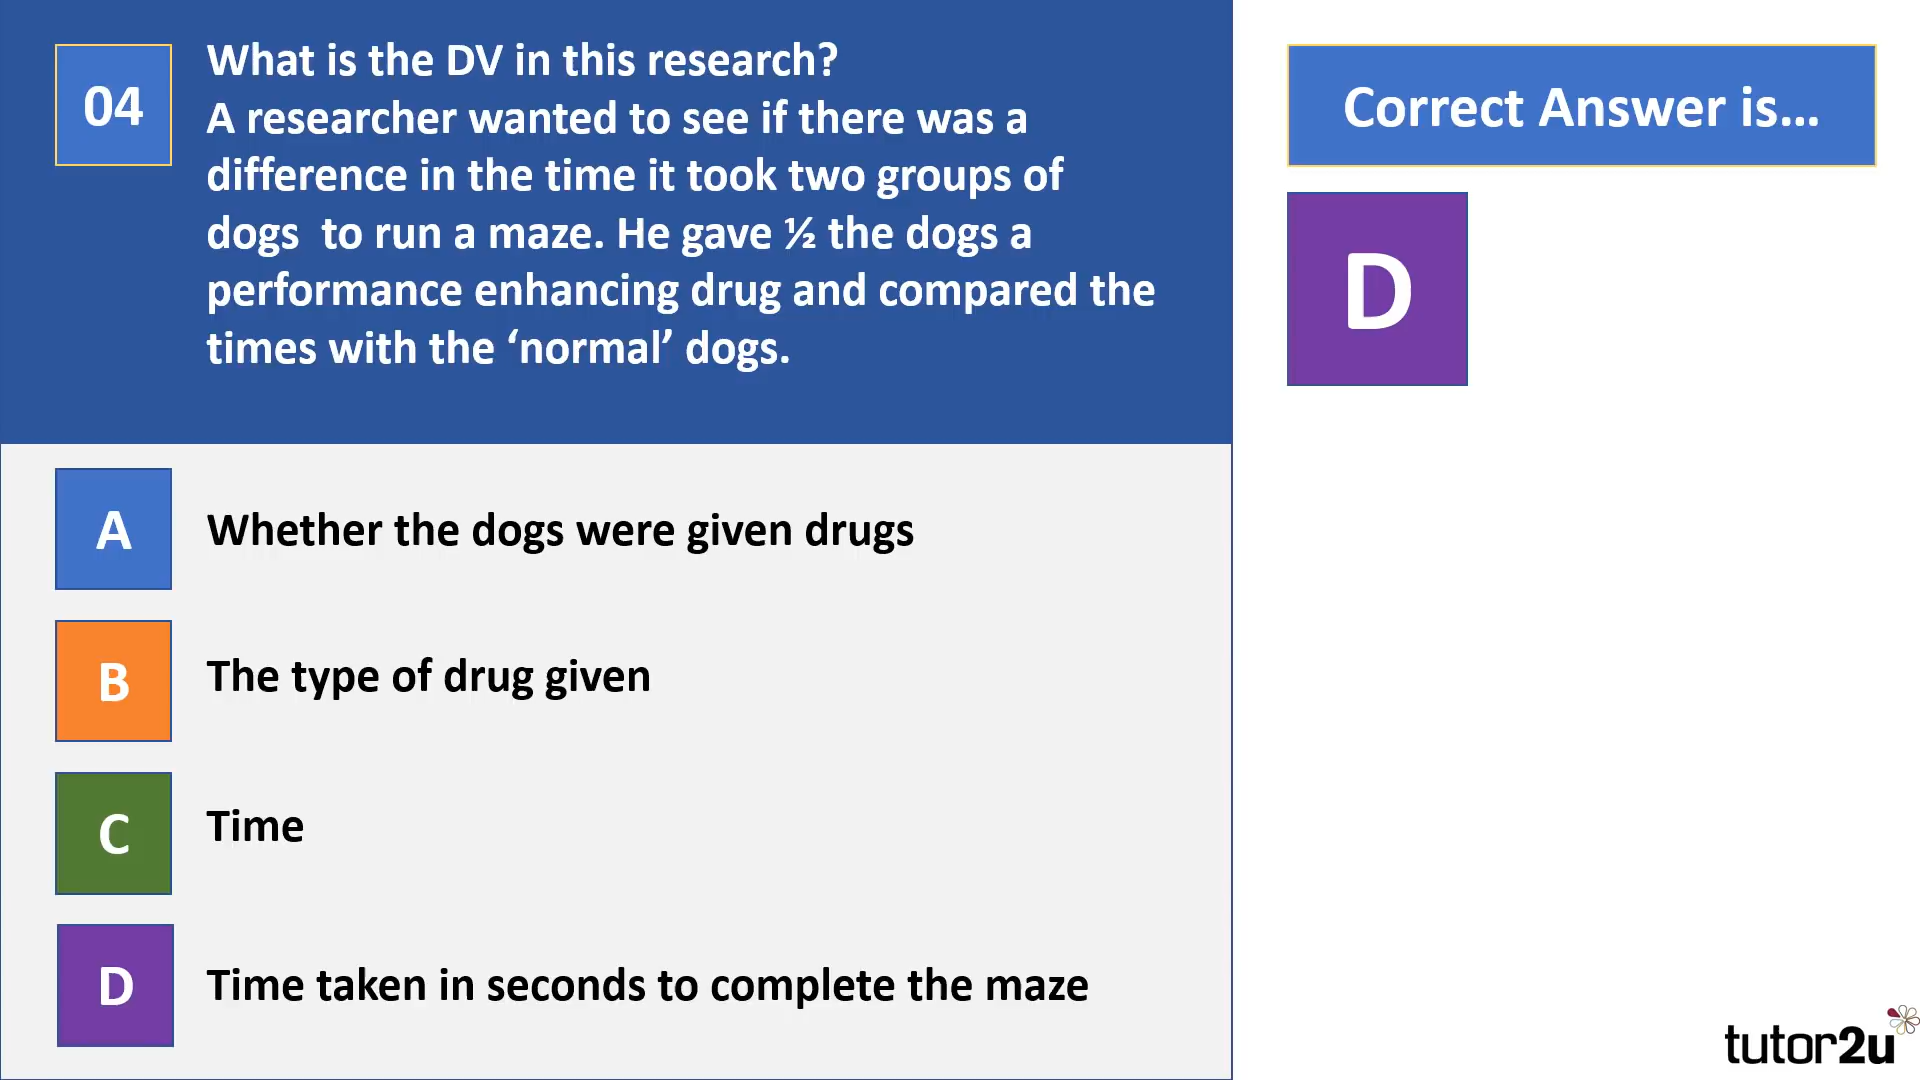 04
What is the DV in this research?
A researcher wanted to see if there was a
difference in the time it took two groups of
dogs  to run a maze. He gave ½ the dogs a
performance enhancing drug and compared the
times with the ‘normal’ dogs.
A
Whether the dogs were given drugs
B
The type of drug given
C
Time
D
Time taken in seconds to complete the maze
Correct Answer is...
D
tutor2u